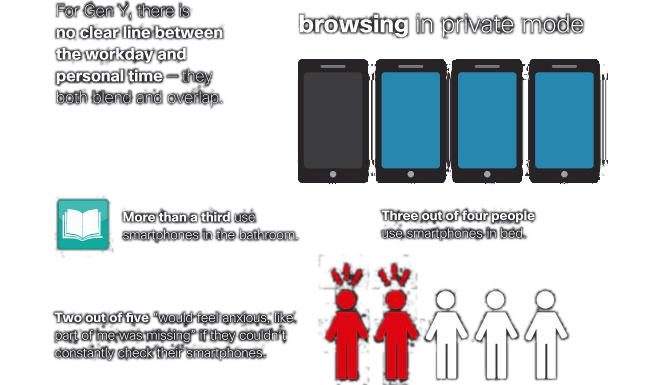 For Gen Y, there is
no clear line between
the workday and
personal time — they
both blend and overlap.
browsing in private mode
More than a third use
smartphones in the bathroom.
Three out of four people
use smartphones in bed.
Two out of five "would feel anxious, like
part of me was missing" if they couldn't
constantly check their smartphones.